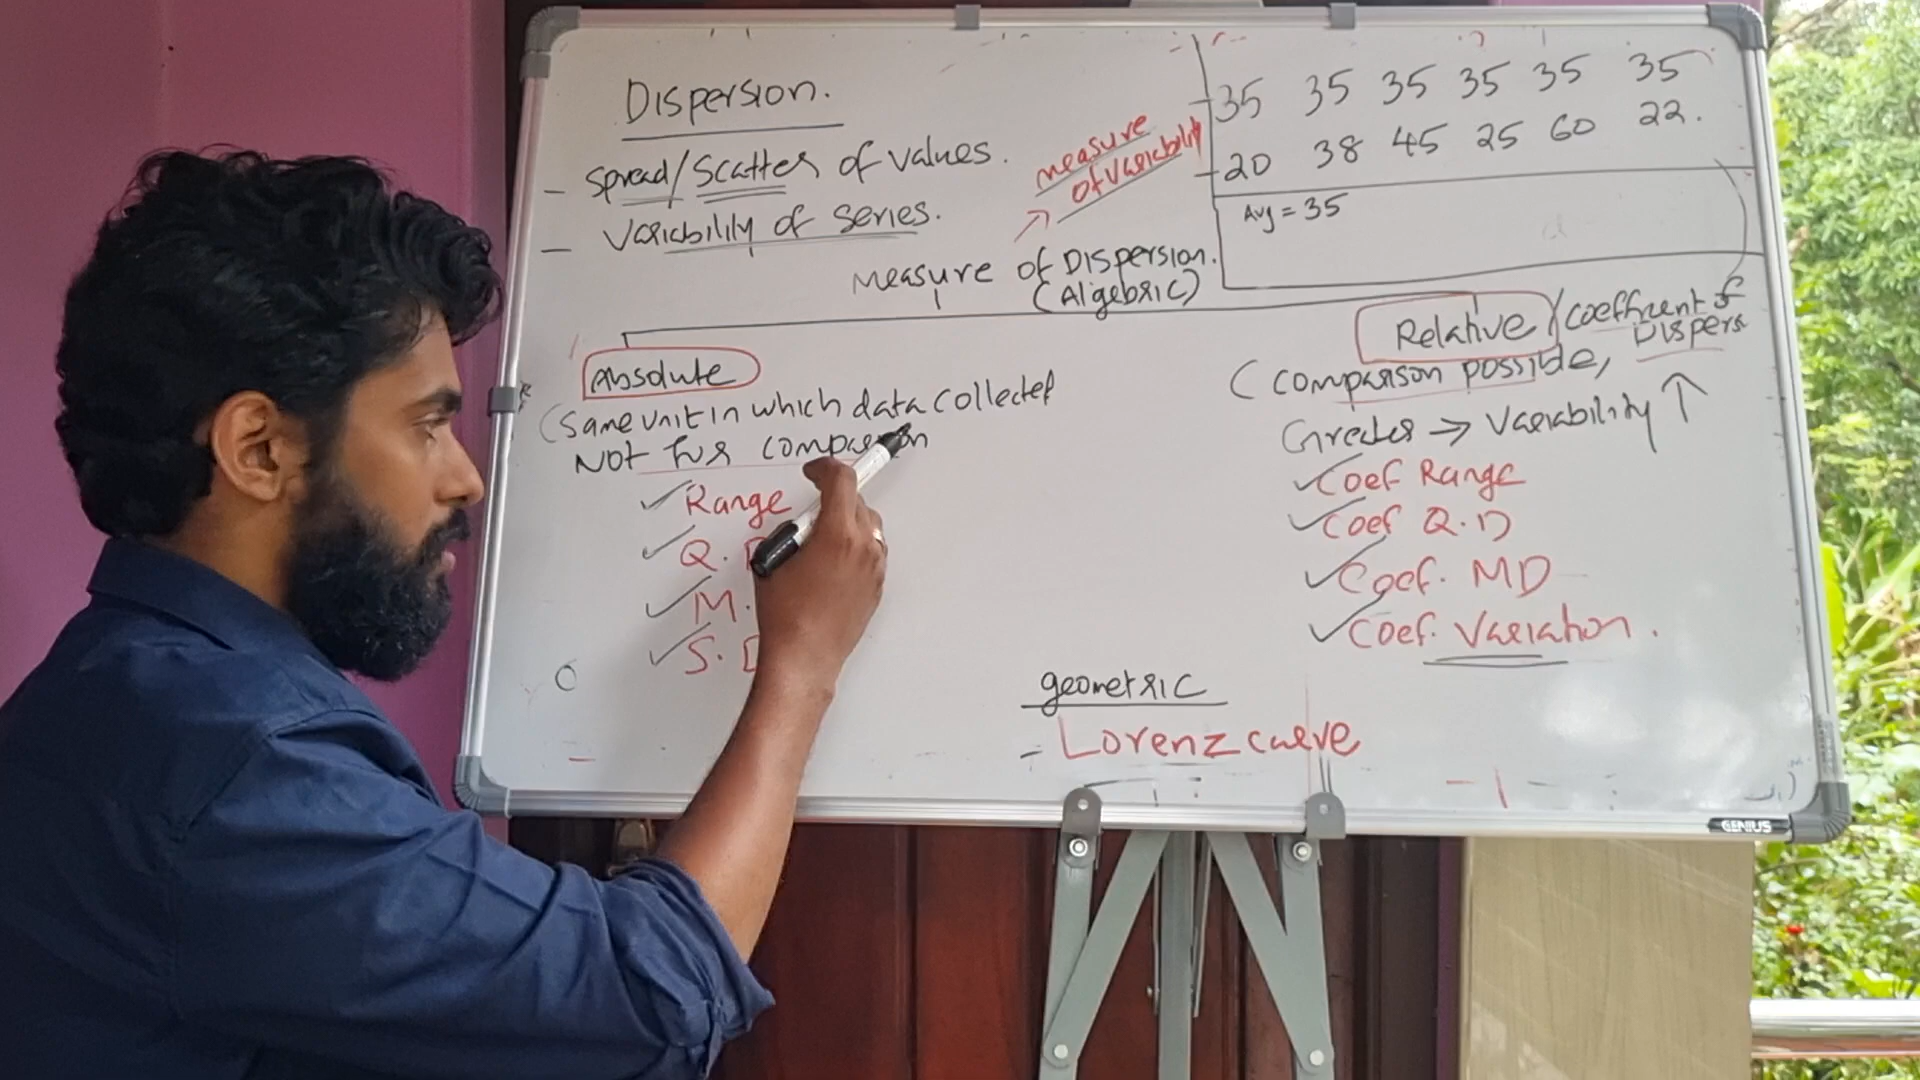 Dispersion.
- Spread/Scatter of values.
- Variability of series.
measure
of variability
35 35 35 35 35 35
20 38 45 25 60 22.
Avg = 35
Measure of Dispersion.
(Algebric)
Absolute
(Same unit in which data collected
Not for comparison
Range
Q. D
M.
S. D
Relative / coefficient of
Dispers
(comparison possible,
Greater → Variability ↑
Coef Range
Coef Q.D
Coef. MD
Coef. Variation.
geometric
- Lorenz curve
GENIUS